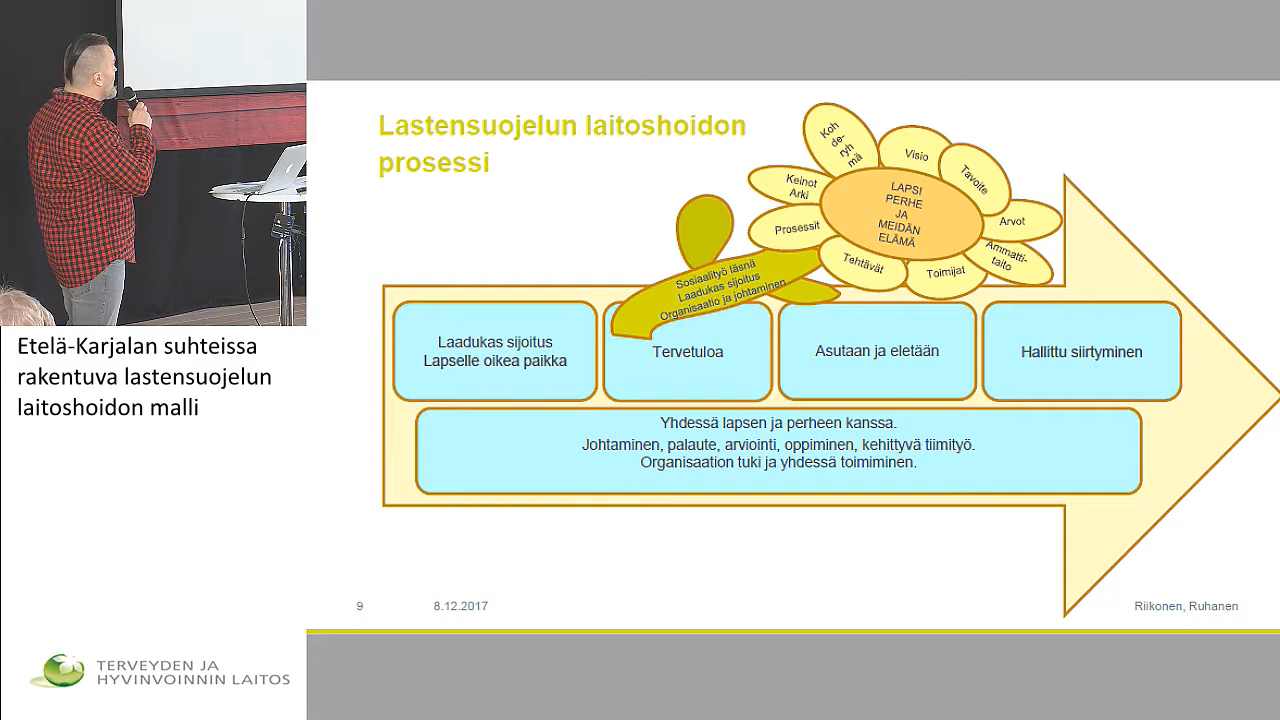 Lastensuojelun laitoshoidon
prosessi
Koh
de-
ryh
mä
Visio
Tavoite
Arvot
Ammatti-
taito
Toimijat
Tehtävät
Prosessit
Keinot
Arki
LAPSI
PERHE
JA
MEIDÄN
ELÄMÄ
Sosiaalityö läsnä
Laadukas sijoitus
Organisaatio ja johtaminen
Laadukas sijoitus
Lapselle oikea paikka
Tervetuloa
Asutaan ja eletään
Hallittu siirtyminen
Yhdessä lapsen ja perheen kanssa.
Johtaminen, palaute, arviointi, oppiminen, kehittyvä tiimityö.
Organisaation tuki ja yhdessä toimiminen.
9
8.12.2017
Riikonen, Ruhanen
Etelä-Karjalan suhteissa
rakentuva lastensuojelun
laitoshoidon malli
TERVEYDEN JA
HYVINVOINNIN LAITOS